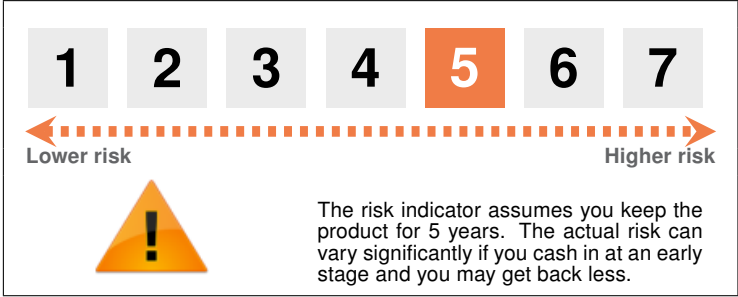 1 2 3 4 5 6 7
Lower risk Higher risk
!
The risk indicator assumes you keep the
product for 5 years. The actual risk can
vary significantly if you cash in at an early
stage and you may get back less.